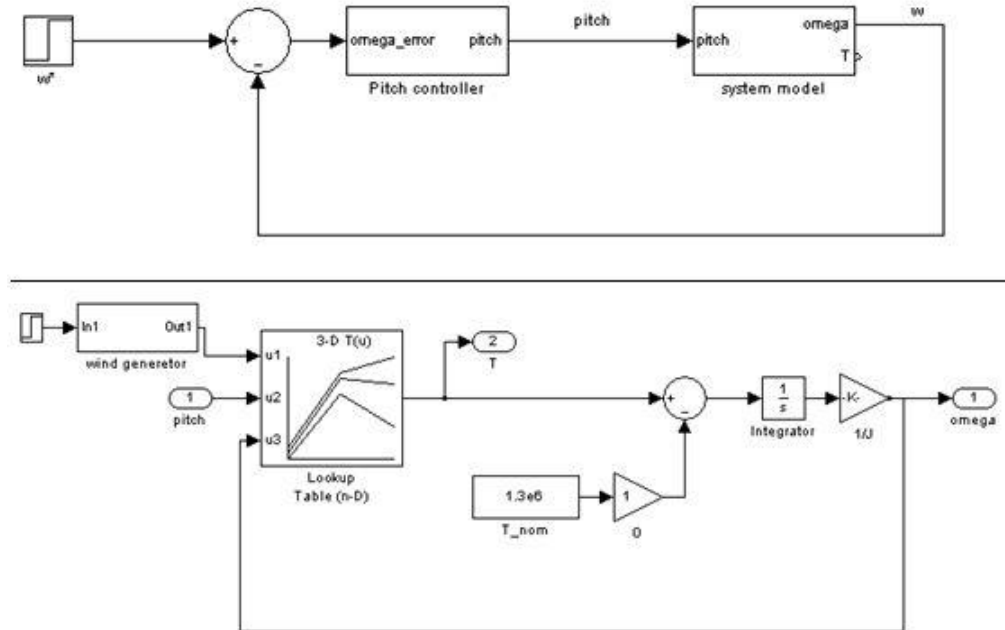 pitch
w
omega
+
omega_error
pitch
pitch
T
−
w*
Pitch controller
system model
In1
Out1
3-D T(u)
2
T
wind generetor
u1
1
pitch
u2
u3
+
−
1
s
-K-
1
omega
Integrator
1/J
Lookup
Table (n-D)
1.3e6
1
T_nom
0